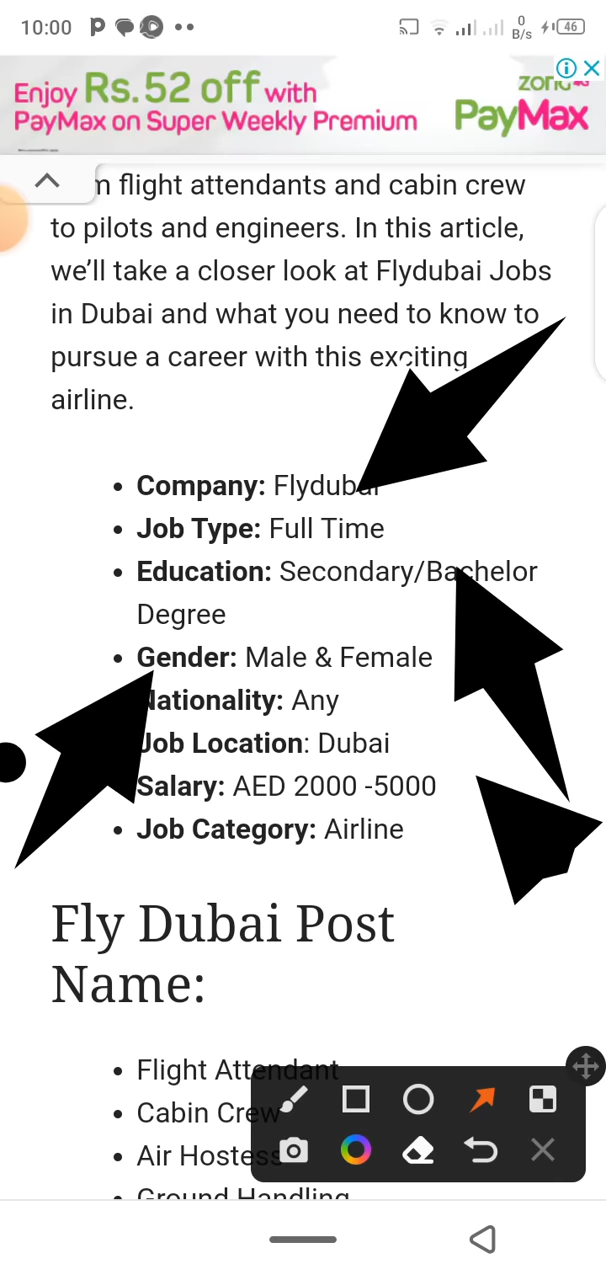 10:00
0
B/s
46
Enjoy Rs.52 off with
PayMax on Super Weekly Premium
PayMax
flight attendants and cabin crew
to pilots and engineers. In this article,
we'll take a closer look at Flydubai Jobs
in Dubai and what you need to know to
pursue a career with this exciting
airline.
• Company: Flydubai
• Job Type: Full Time
• Education: Secondary/Bachelor
Degree
• Gender: Male & Female
Nationality: Any
Job Location: Dubai
Salary: AED 2000 -5000
• Job Category: Airline
Fly Dubai Post
Name:
• Flight Attendant
• Cabin Crew
• Air Hostess
• Ground Handling